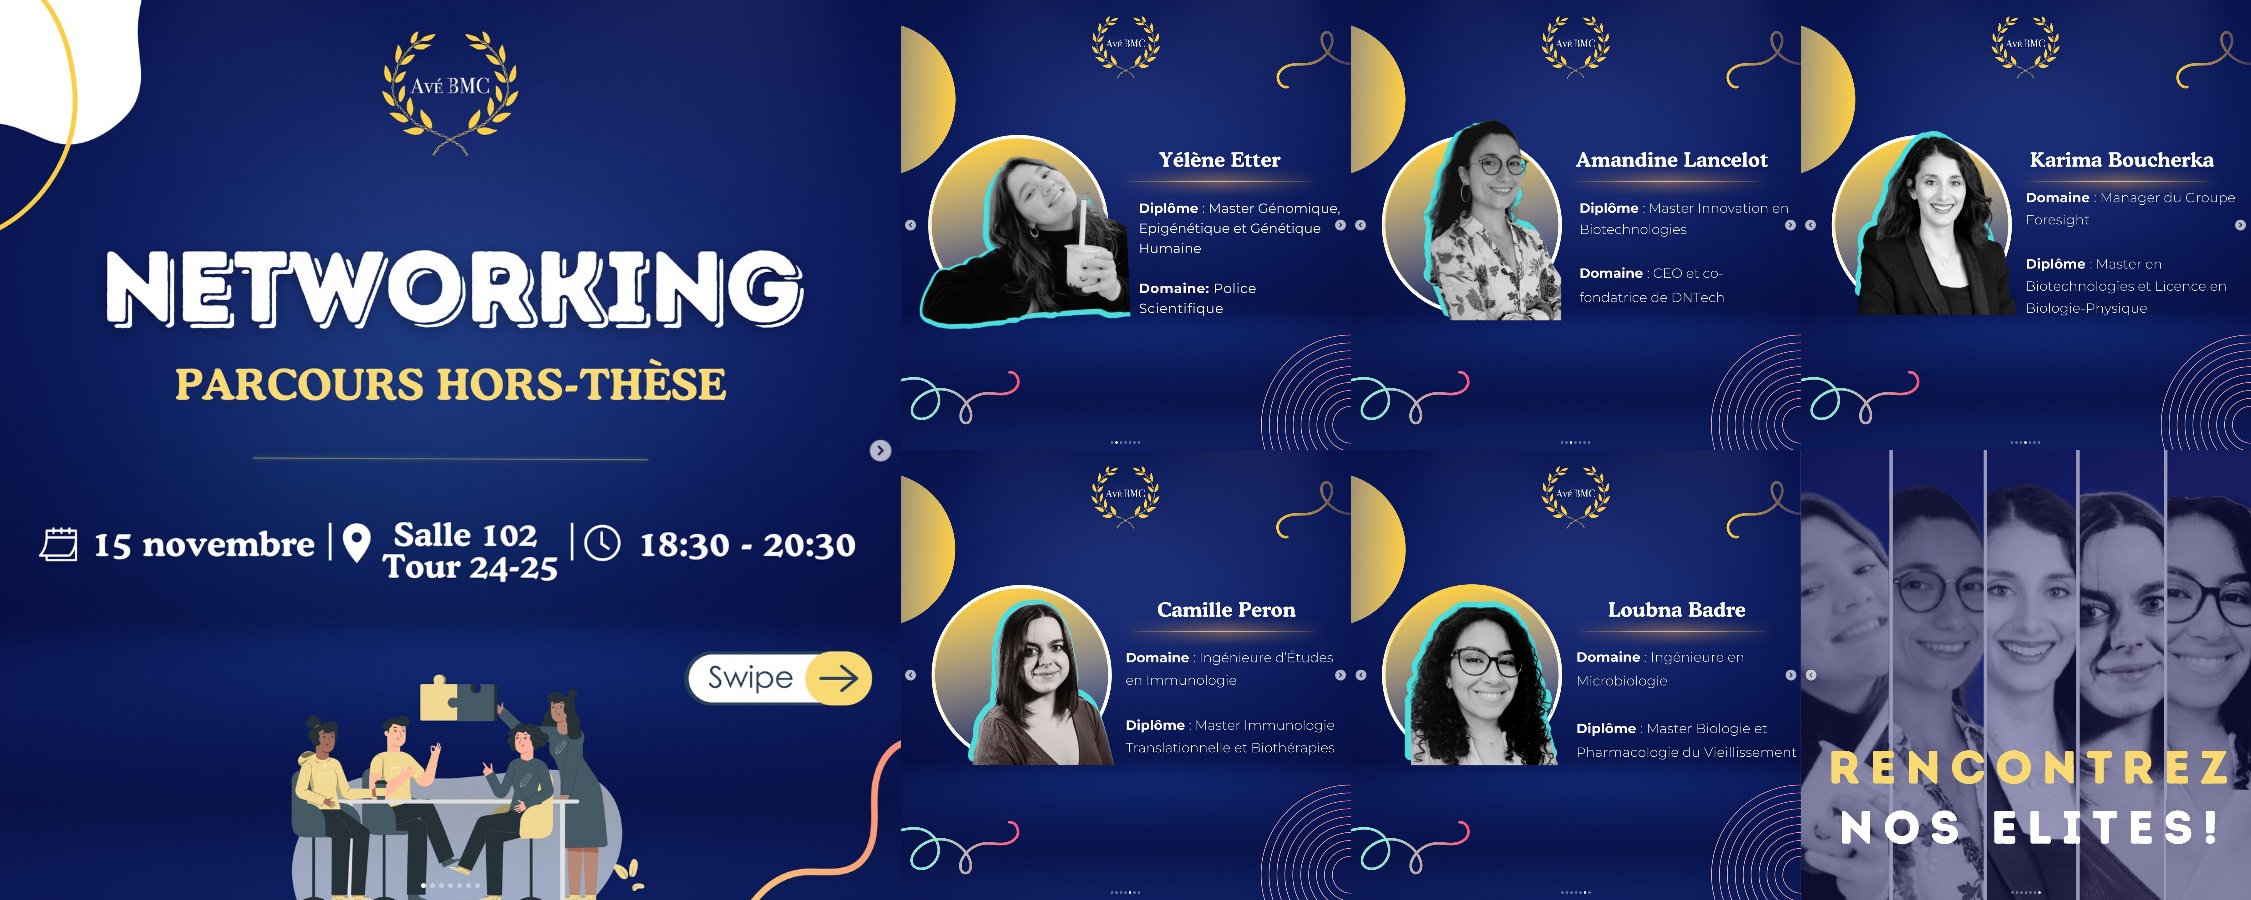 Avé BMC
NETWORKING
PARCOURS HORS-THÈSE
15 novembre
Salle 102
Tour 24-25
18:30 - 20:30
Swipe
Avé BMC
Yélène Etter
Diplôme : Master Génomique,
Epigénétique et Génétique
Humaine
Domaine: Police
Scientifique
Avé BMC
Amandine Lancelot
Diplôme : Master Innovation en
Biotechnologies
Domaine : CEO et co-
fondatrice de DNTech
Avé BMC
Karima Boucherka
Domaine : Manager du Groupe
Foresight
Diplôme : Master en
Biotechnologies et Licence en
Biologie-Physique
Avé BMC
Camille Peron
Domaine : Ingénieure d'Études
en Immunologie
Diplôme : Master Immunologie
Translationnelle et Biothérapies
Avé BMC
Loubna Badre
Domaine : Ingénieure en
Microbiologie
Diplôme : Master Biologie et
Pharmacologie du Vieillissement
RENCONTREZ
NOS ELITES!